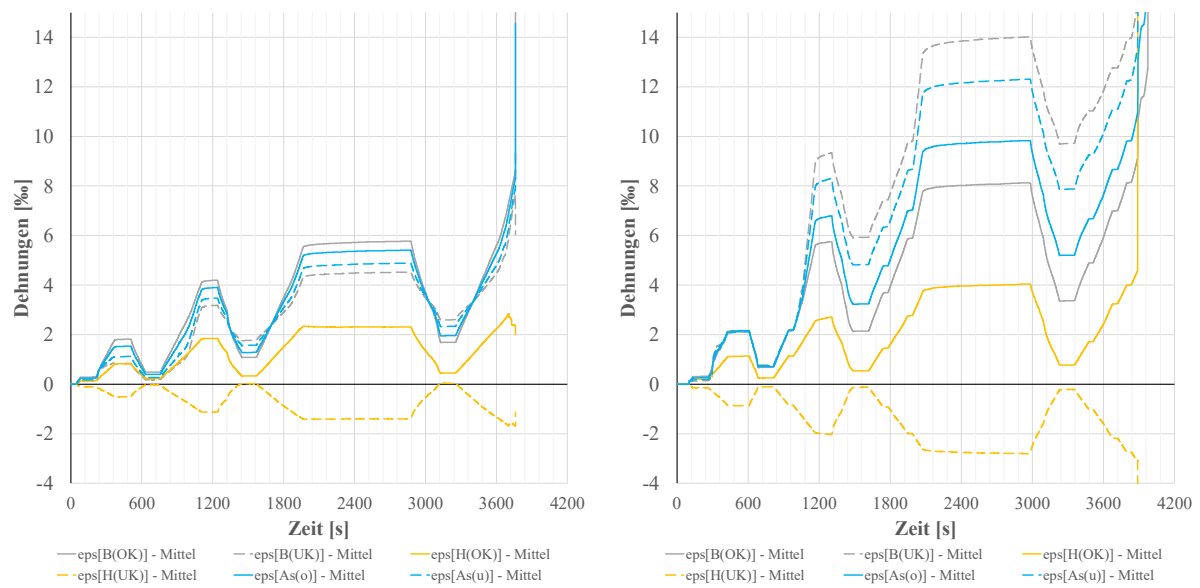 14
12
10
8
6
4
2
0
-2
-4
Dehnungen [‰]
0 600 1200 1800 2400 3000 3600 4200
Zeit [s]
eps[B(OK)] - Mittel eps[B(UK)] - Mittel eps[H(OK)] - Mittel
eps[H(UK)] - Mittel eps[As(o)] - Mittel eps[As(u)] - Mittel
14
12
10
8
6
4
2
0
-2
-4
Dehnungen [‰]
0 600 1200 1800 2400 3000 3600 4200
Zeit [s]
eps[B(OK)] - Mittel eps[B(UK)] - Mittel eps[H(OK)] - Mittel
eps[H(UK)] - Mittel eps[As(o)] - Mittel eps[As(u)] - Mittel